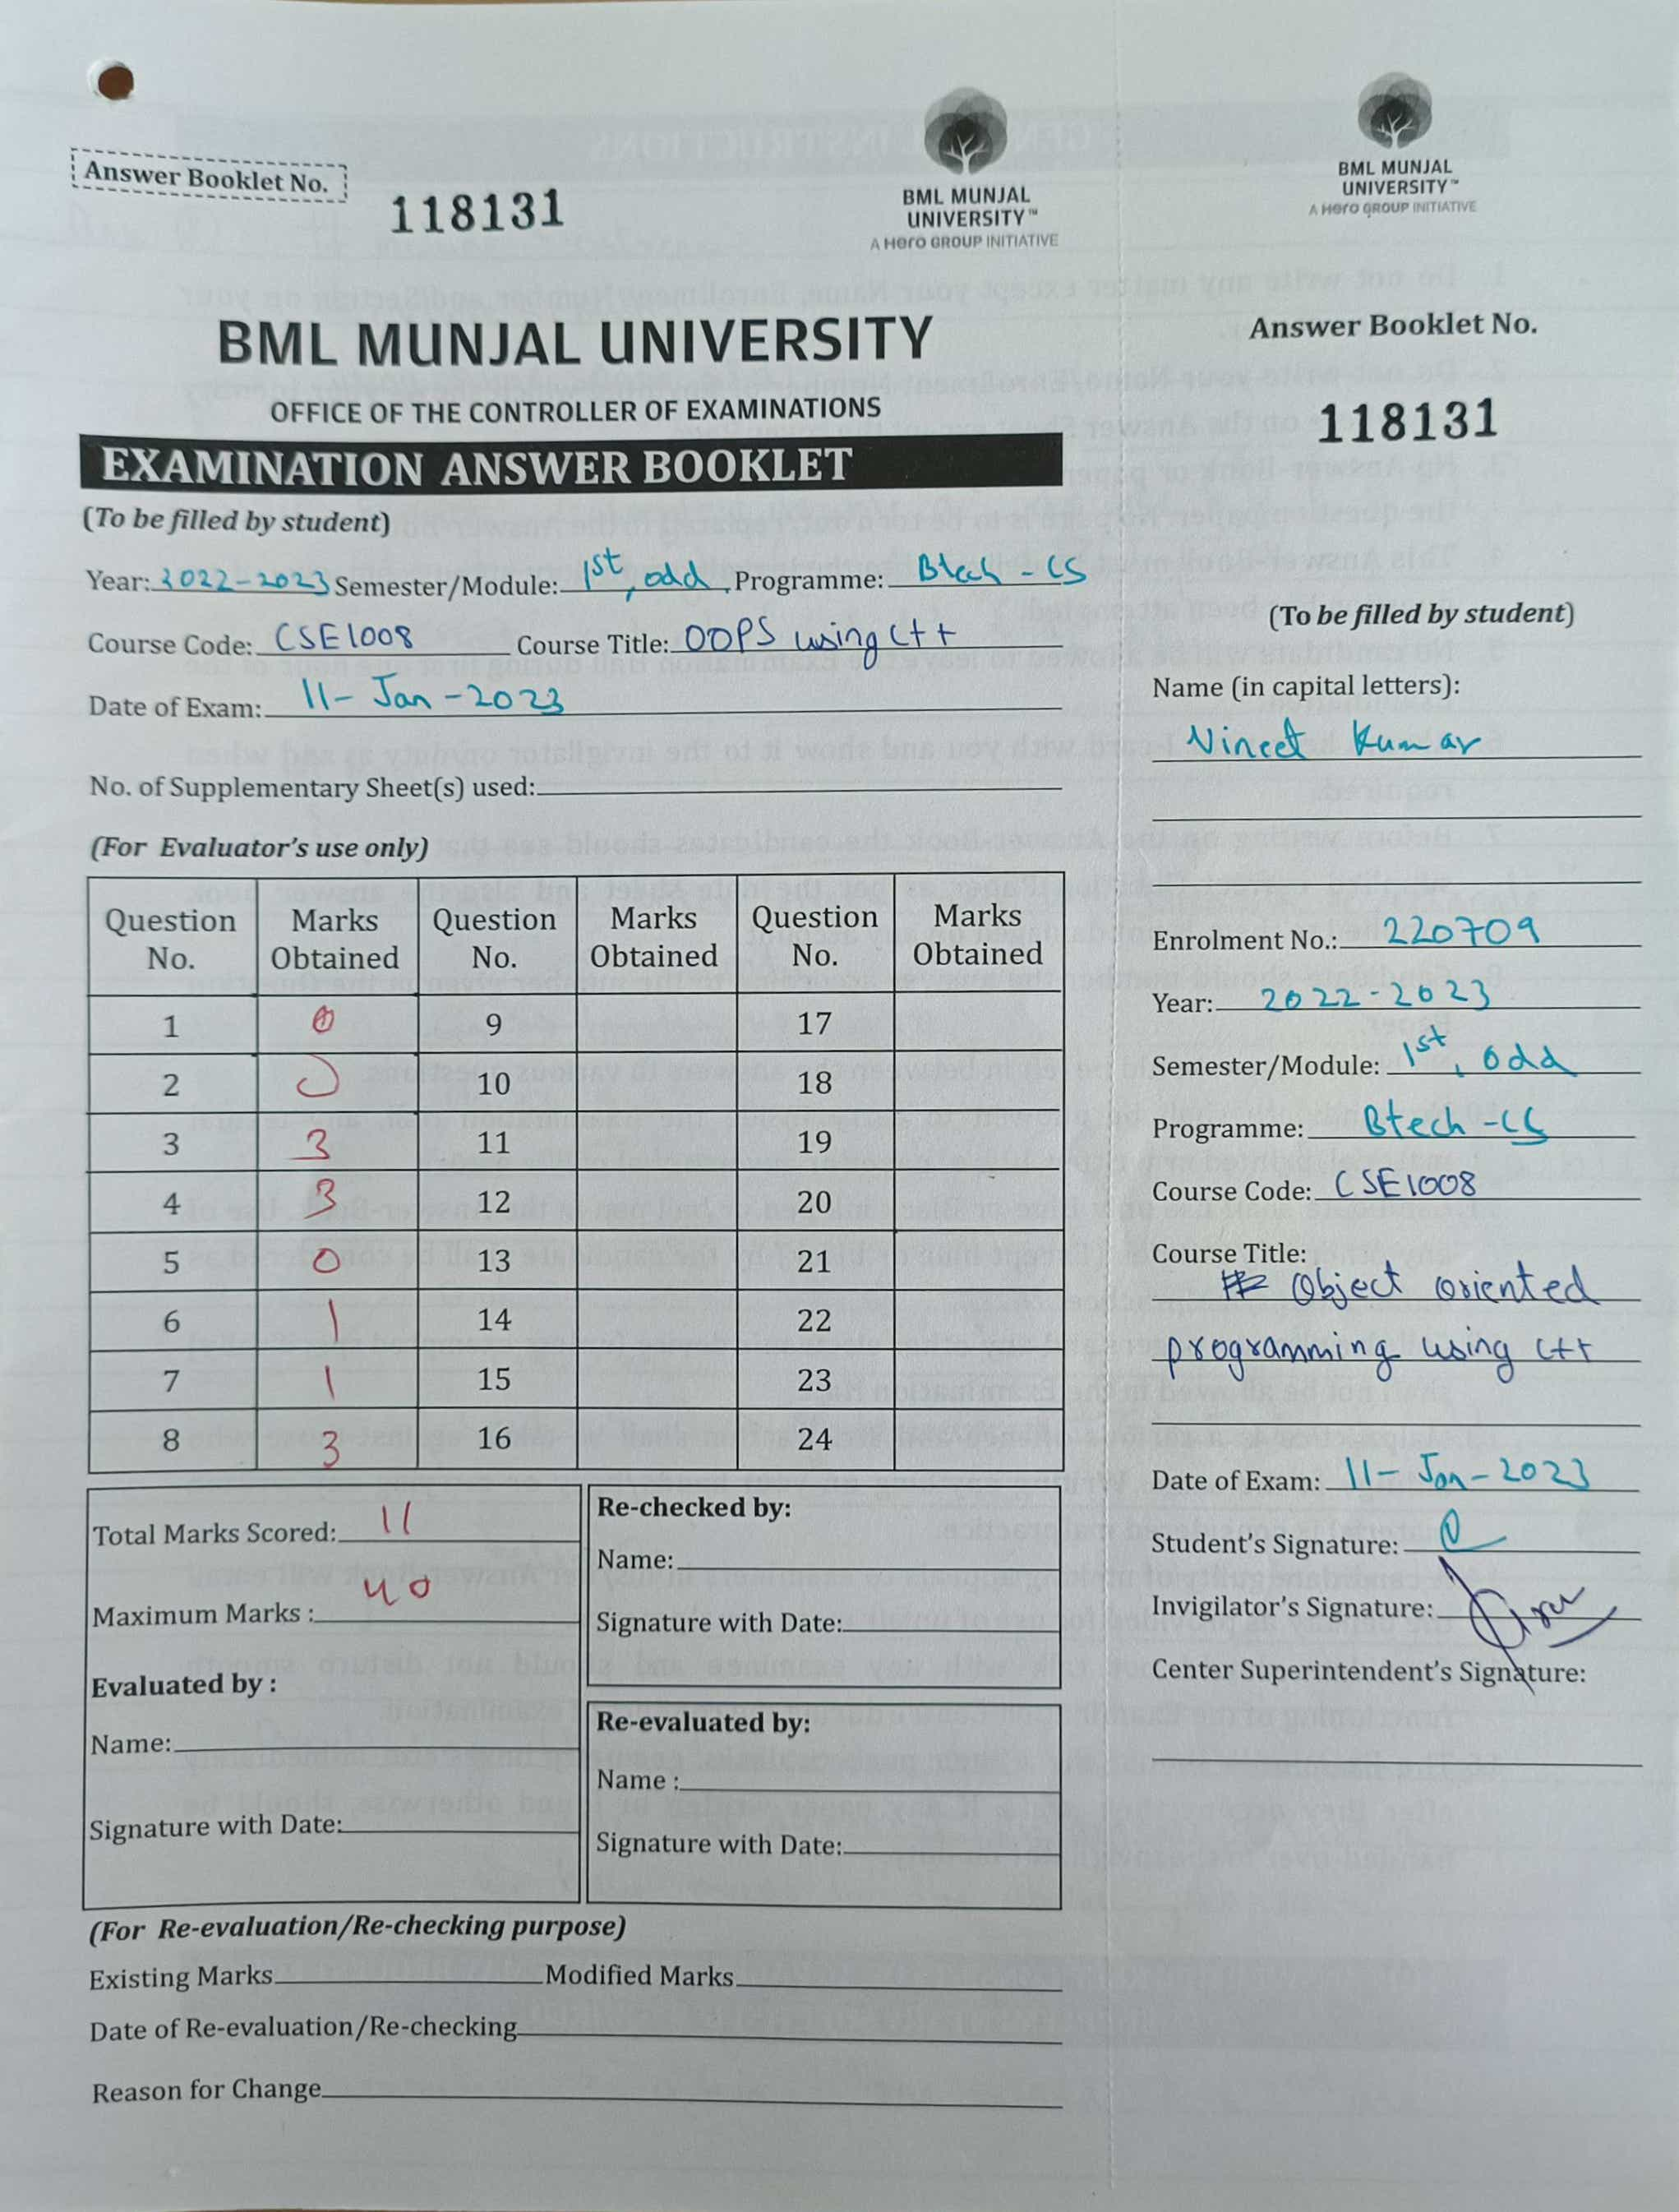 Answer Booklet No.
118131
BML MUNJAL
UNIVERSITY™
A Hero GROUP INITIATIVE
BML MUNJAL UNIVERSITY
OFFICE OF THE CONTROLLER OF EXAMINATIONS
EXAMINATION ANSWER BOOKLET
(To be filled by student)
Year: 2022-2023 Semester/Module: 1st, odd. Programme: Btech - CS
Course Code: CSE1008 Course Title: OOPS using C++
Date of Exam: 11- Jan -2023
No. of Supplementary Sheet(s) used:
(For Evaluator's use only)
Question No. Marks Obtained Question No. Marks Obtained Question No. Marks Obtained
1 0 9 17
2 0 10 18
3 3 11 19
4 3 12 20
5 0 13 21
6 1 14 22
7 1 15 23
8 3 16 24
Total Marks Scored: 11
Maximum Marks : 40
Evaluated by :
Name:
Signature with Date:
Re-checked by:
Name:
Signature with Date:
Re-evaluated by:
Name :
Signature with Date:
(For Re-evaluation/Re-checking purpose)
Existing Marks Modified Marks
Date of Re-evaluation/Re-checking
Reason for Change
BML MUNJAL
UNIVERSITY™
A Hero GROUP INITIATIVE
Answer Booklet No.
118131
(To be filled by student)
Name (in capital letters):
Vineet Kumar
Enrolment No.: 220709
Year: 2022-2023
Semester/Module: 1st, odd
Programme: Btech -CS
Course Code: CSE1008
Course Title:
Object oriented
programming using C++
Date of Exam: 11- Jan - 2023
Student's Signature:
Invigilator's Signature:
Center Superintendent's Signature: